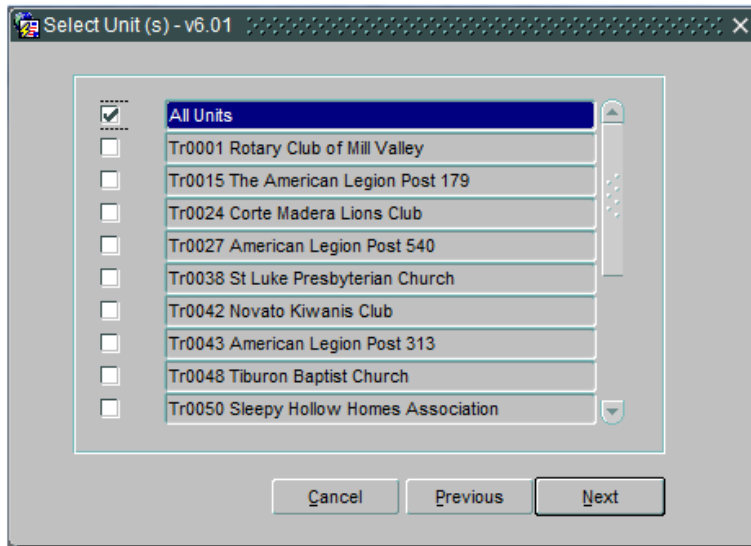 Select Unit (s) - v6.01
All Units
Tr0001 Rotary Club of Mill Valley
Tr0015 The American Legion Post 179
Tr0024 Corte Madera Lions Club
Tr0027 American Legion Post 540
Tr0038 St Luke Presbyterian Church
Tr0042 Novato Kiwanis Club
Tr0043 American Legion Post 313
Tr0048 Tiburon Baptist Church
Tr0050 Sleepy Hollow Homes Association
Cancel Previous Next